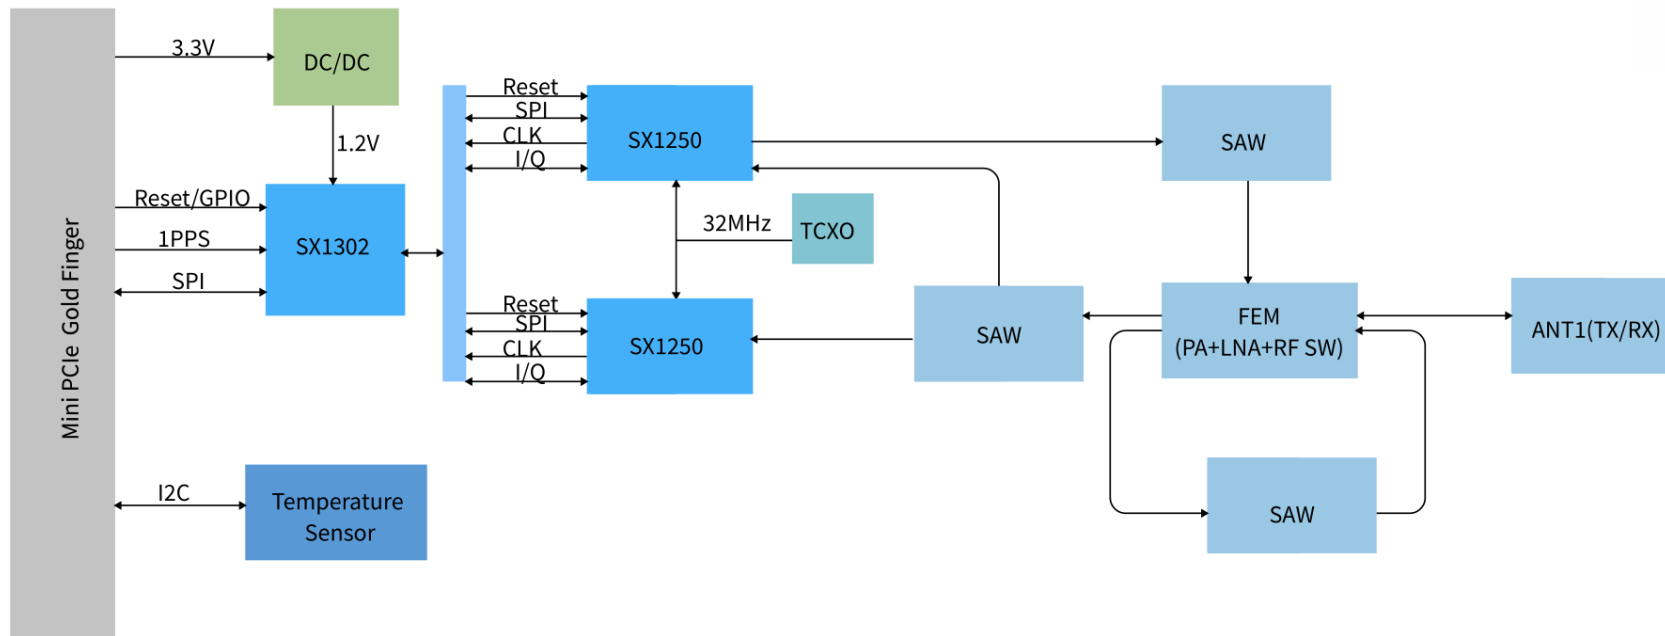 Mini PCIe Gold Finger
3.3V
DC/DC
1.2V
Reset/GPIO
1PPS
SPI
SX1302
I2C
Temperature
Sensor
Reset
SPI
CLK
I/Q
SX1250
32MHz
TCXO
Reset
SPI
CLK
I/Q
SX1250
SAW
SAW
FEM
(PA+LNA+RF SW)
ANT1(TX/RX)
SAW